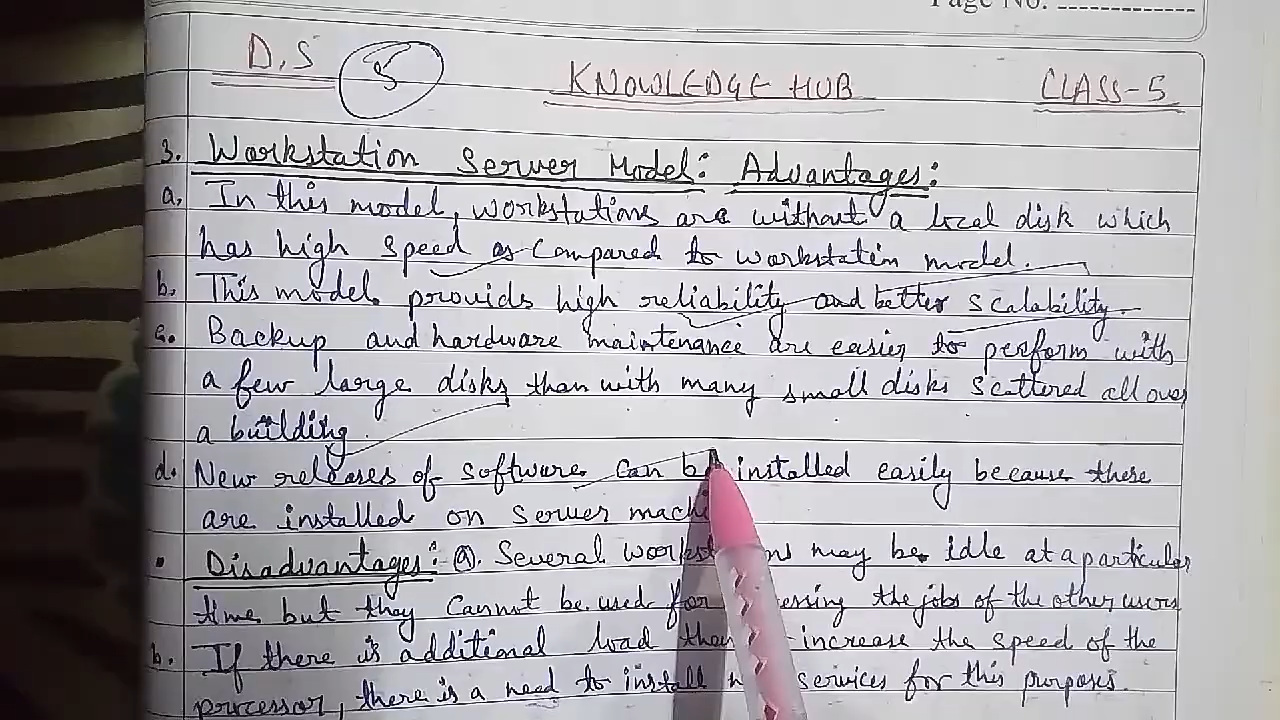 Page No.
D.S 5 KNOWLEDGE HUB CLASS-5
3. Workstation Server Model: Advantages:
a. In this model, workstations are without a local disk which
has high speed as compared to workstation model.
b. This model provids high reliability and better scalability.
c. Backup and hardware maintenance are easier to perform with
a few large disks than with many small disks scattered all over
a building.
d. New releases of software can be installed easily because these
are installed on server machi
• Disadvantages: a. Several may be idle at a particular
time but they cannot be used for the jobs of the other users
b. If there is additional load increase the speed of the
processor, there is a need to install services for this purposes.